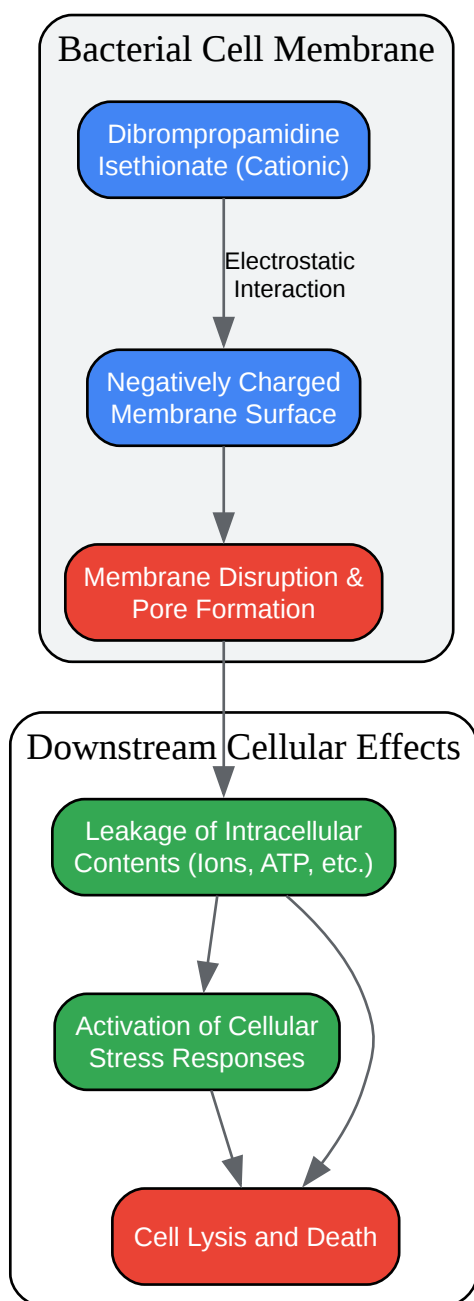 Bacterial Cell Membrane
Dibrompropamidine
Isethionate (Cationic)
Electrostatic
Interaction
Negatively Charged
Membrane Surface
Membrane Disruption &
Pore Formation
Downstream Cellular Effects
Leakage of Intracellular
Contents (Ions, ATP, etc.)
Activation of Cellular
Stress Responses
Cell Lysis and Death